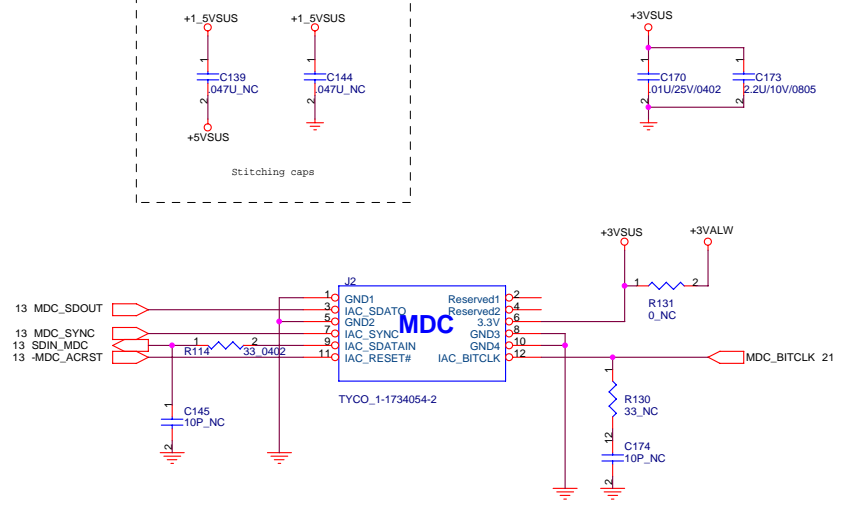 +1_5VSUS
+1_5VSUS
+3VSUS
1
C139
.047U_NC
2
+5VSUS
1
C144
.047U_NC
2
1
C170
.01U/25V/0402
2
1
C173
2.2U/10V/0805
2
Stitching caps
+3VSUS
+3VALW
1
2
R131
0_NC
J2
13 MDC_SDOUT
13 MDC_SYNC
13 SDIN_MDC
13 -MDC_ACRST
1
2
R114
33_0402
1 GND1
3 IAC_SDATO
5 GND2
7 IAC_SYNC
9 IAC_SDATAIN
11 IAC_RESET#
MDC
Reserved1 2
Reserved2 4
3.3V 6
GND3 8
GND4 10
IAC_BITCLK 12
MDC_BITCLK 21
TYCO_1-1734054-2
1
C145
10P_NC
2
1
R130
33_NC
2
1
C174
10P_NC
2